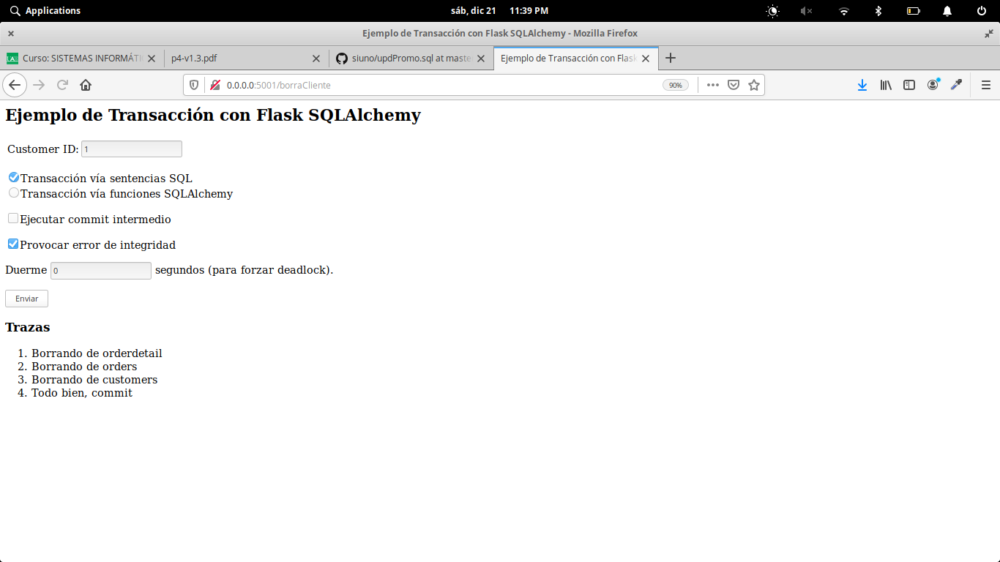 Applications
sáb, dic 21 11:39 PM
Ejemplo de Transacción con Flask SQLAlchemy - Mozilla Firefox
Curso: SISTEMAS INFORMÁTI
p4-v1.3.pdf
siuno/updPromo.sql at maste
Ejemplo de Transacción con Flask
0.0.0.0:5001/borraCliente
90%
Ejemplo de Transacción con Flask SQLAlchemy
Customer ID: 1
Transacción vía sentencias SQL
Transacción vía funciones SQLAlchemy
Ejecutar commit intermedio
Provocar error de integridad
Duerme 0 segundos (para forzar deadlock).
Enviar
Trazas
1. Borrando de orderdetail
2. Borrando de orders
3. Borrando de customers
4. Todo bien, commit